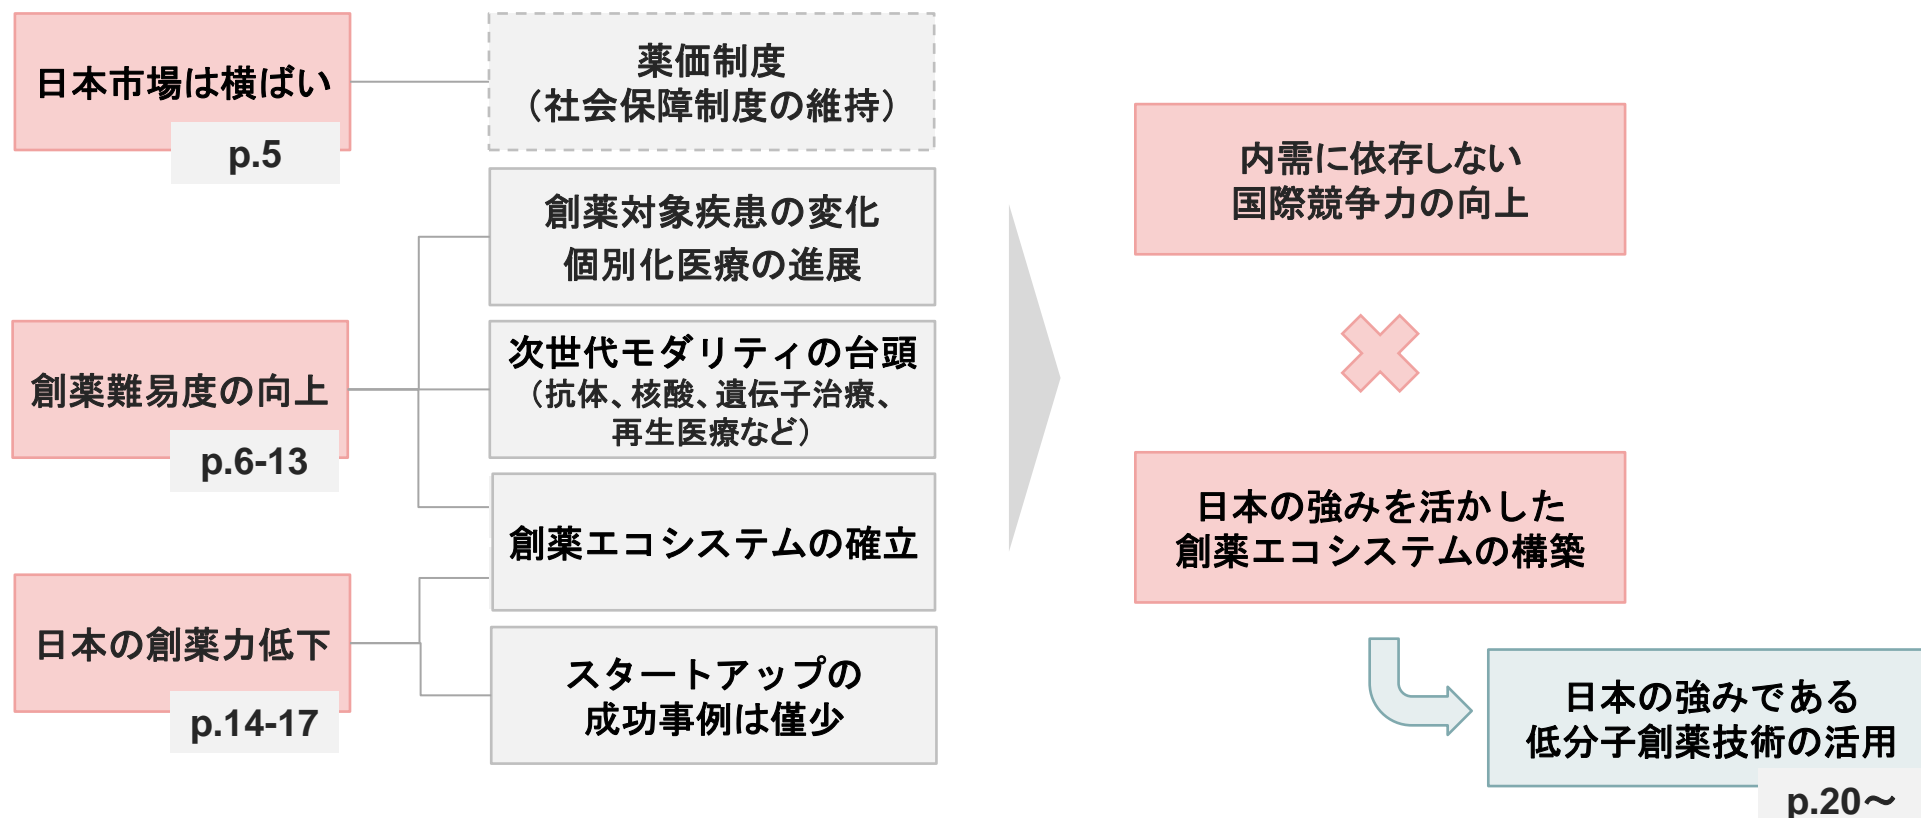 日本市場は横ばい
p.5
薬価制度
（社会保障制度の維持）
創薬対象疾患の変化
個別化医療の進展
創薬難易度の向上
p.6-13
次世代モダリティの台頭
（抗体、核酸、遺伝子治療、
再生医療など）
創薬エコシステムの確立
日本の創薬力低下
p.14-17
スタートアップの
成功事例は僅少
内需に依存しない
国際競争力の向上
日本の強みを活かした
創薬エコシステムの構築
日本の強みである
低分子創薬技術の活用
p.20～